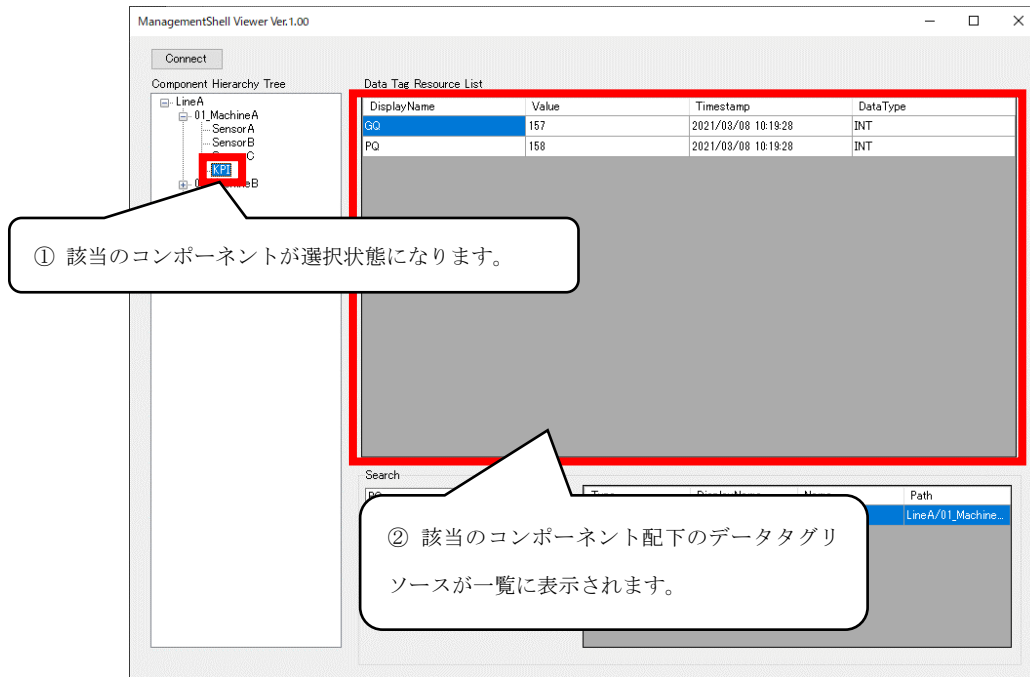 ManagementShell Viewer Ver.1.00
Connect
Component Hierarchy Tree
LineA
01_MachineA
SensorA
SensorB
C
KPI
eB
① 該当のコンポーネントが選択状態になります。
Data Tag Resource List
DisplayName Value Timestamp DataType
GQ 157 2021/03/08 10:19:28 INT
PQ 158 2021/03/08 10:19:28 INT
Search
Path
LineA/01_Machine...
② 該当のコンポーネント配下のデータタグリ
ソースが一覧に表示されます。